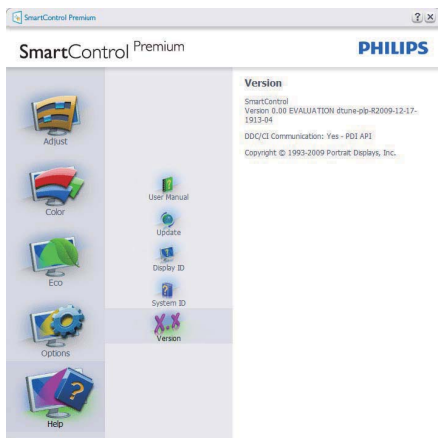 SmartControl Premium
? X
SmartControl Premium
PHILIPS
Adjust
Color
Eco
Options
Help
User Manual
Update
Display ID
System ID
X.X
Version
Version
SmartControl
Version 0.00 EVALUATION dtune-plp-R2009-12-17-
1913-04
DDC/CI Communication: Yes - PDI API
Copyright © 1993-2009 Portrait Displays, Inc.